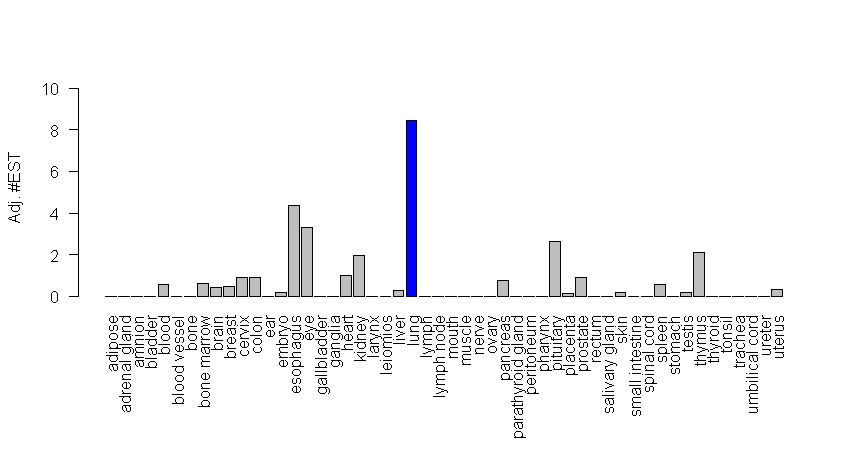 Adj. #EST
10
8
6
4
2
0
adipose
adrenal gland
amnion
bladder
blood
blood vessel
bone
bone marrow
brain
breast
cervix
colon
ear
embryo
esophagus
eye
gallbladder
ganglia
heart
kidney
larynx
leiomios
liver
lung
lymph
lymph node
mouth
muscle
nerve
ovary
pancreas
parathyroid gland
peritoneum
pharynx
pituitary
placenta
prostate
rectum
salivary gland
skin
small intestine
spinal cord
spleen
stomach
testis
thymus
thyroid
tonsil
trachea
umbilical cord
ureter
uterus